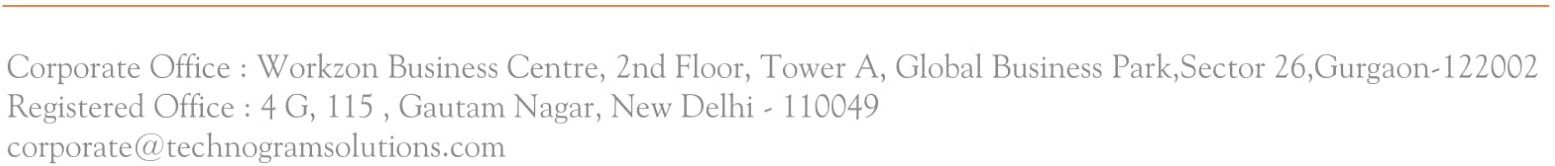 Corporate Office : Workzon Business Centre, 2nd Floor, Tower A, Global Business Park,Sector 26,Gurgaon-122002
Registered Office : 4 G, 115 , Gautam Nagar, New Delhi - 110049
corporate@technogramsolutions.com